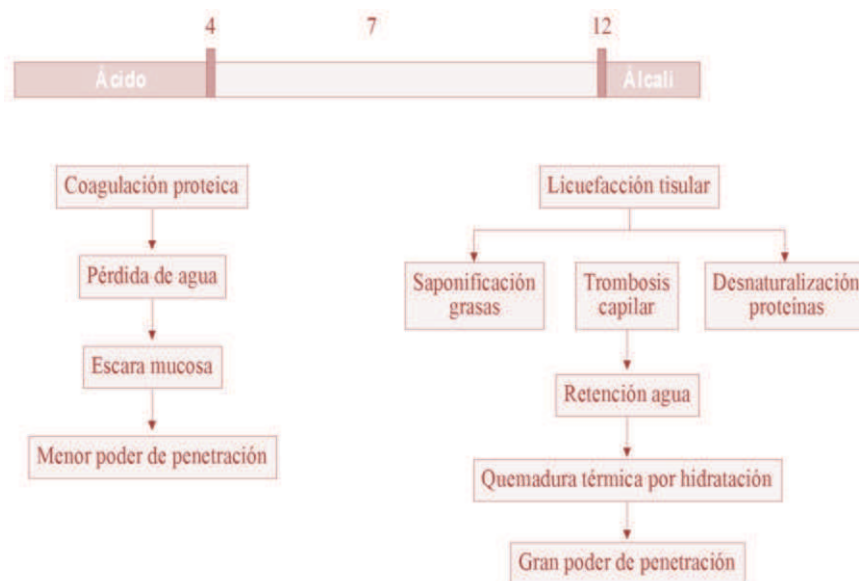 4 7 12
Ácido Álcali
Coagulación proteica
Pérdida de agua
Escara mucosa
Menor poder de penetración
Licuefacción tisular
Saponificación
grasas
Trombosis
capilar
Desnaturalización
proteínas
Retención agua
Quemadura térmica por hidratación
Gran poder de penetración